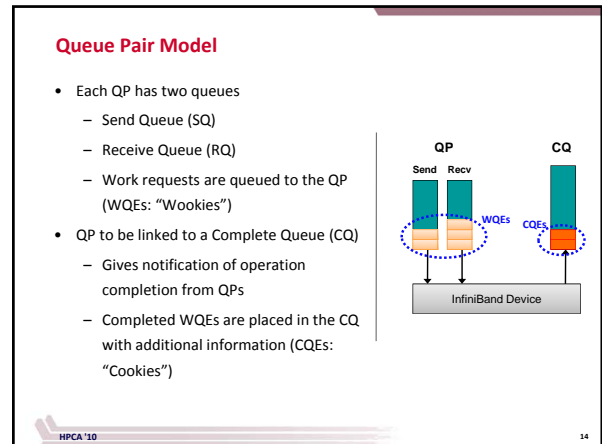 Queue Pair Model
• Each QP has two queues
– Send Queue (SQ)
– Receive Queue (RQ)
– Work requests are queued to the QP
(WQEs: “Wookies”)
• QP to be linked to a Complete Queue (CQ)
– Gives notification of operation
completion from QPs
– Completed WQEs are placed in the CQ
with additional information (CQEs:
“Cookies”)
QP
CQ
Send Recv
WQEs
CQEs
InfiniBand Device
HPCA '10
14